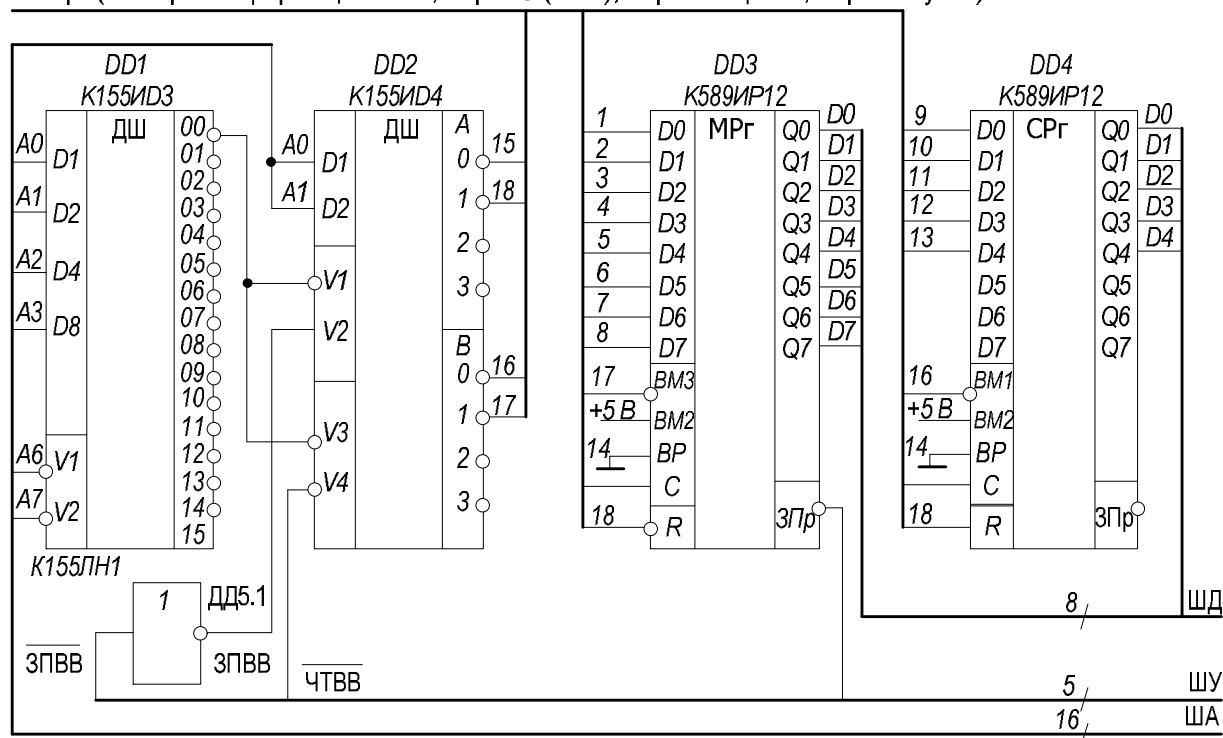 DD1
К155ИD3
ДШ
A0
A1
A2
A3
A6
A7
D1
D2
D4
D8
V1
V2
00
01
02
03
04
05
06
07
08
09
10
11
12
13
14
15
DD2
К155ИD4
ДШ
A0
A1
D1
D2
V1
V2
V3
V4
A
0
1
2
3
B
0
1
2
3
15
18
16
17
DD3
К589ИР12
МРг
1
2
3
4
5
6
7
8
17
+5 В
14
18
D0
D1
D2
D3
D4
D5
D6
D7
ВМ3
ВМ2
ВР
С
R
Q0
Q1
Q2
Q3
Q4
Q5
Q6
Q7
ЗПр
D0
D1
D2
D3
D4
D5
D6
D7
DD4
К589ИР12
СРг
9
10
11
12
13
16
+5 В
14
18
D0
D1
D2
D3
D4
D5
D6
D7
ВМ1
ВМ2
ВР
С
R
Q0
Q1
Q2
Q3
Q4
Q5
Q6
Q7
ЗПр
D0
D1
D2
D3
D4
К155ЛН1
1
ДД5.1
ЗПВВ
ЗПВВ
ЧТВВ
8
ШД
5
ШУ
16
ША